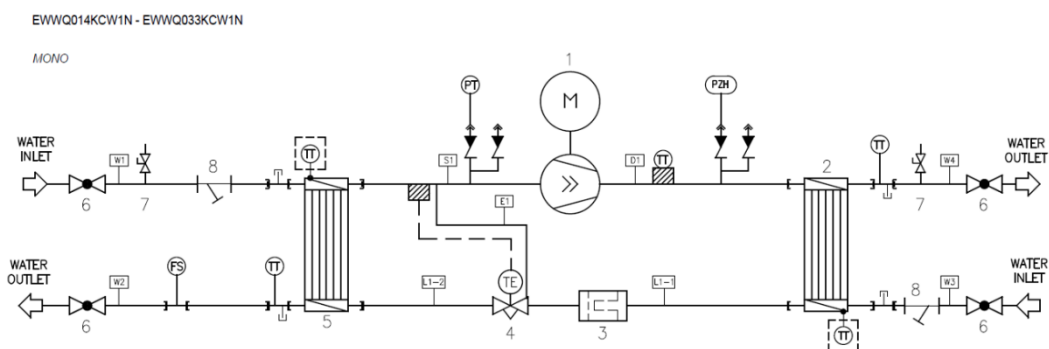 EWWQ014KCW1N - EWWQ033KCW1N
MONO
1
PT
M
PZH
WATER
INLET
W1
8
TT
S1
D1
TT
2
TT
W4
WATER
OUTLET
6
7
E1
7
6
WATER
OUTLET
W2
FS
TT
L1-2
TE
L1-1
8
W3
WATER
INLET
6
5
4
3
TT
6